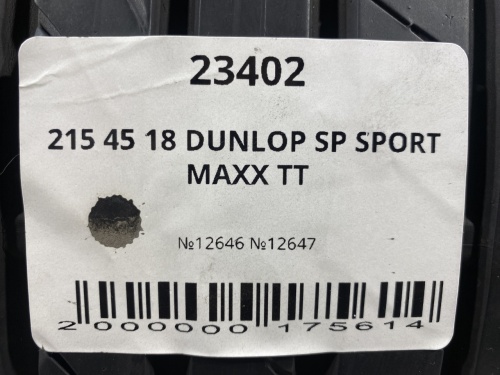 23402
215 45 18 DUNLOP SP SPORT
MAXX TT
№12646 №12647
2 000000 175614